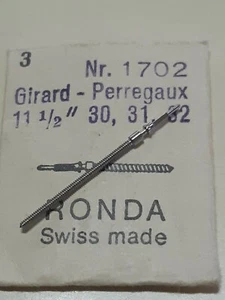 3
Nr. 1702
Girard - Perregaux
11 1/2" 30, 31, 32
RONDA
Swiss made